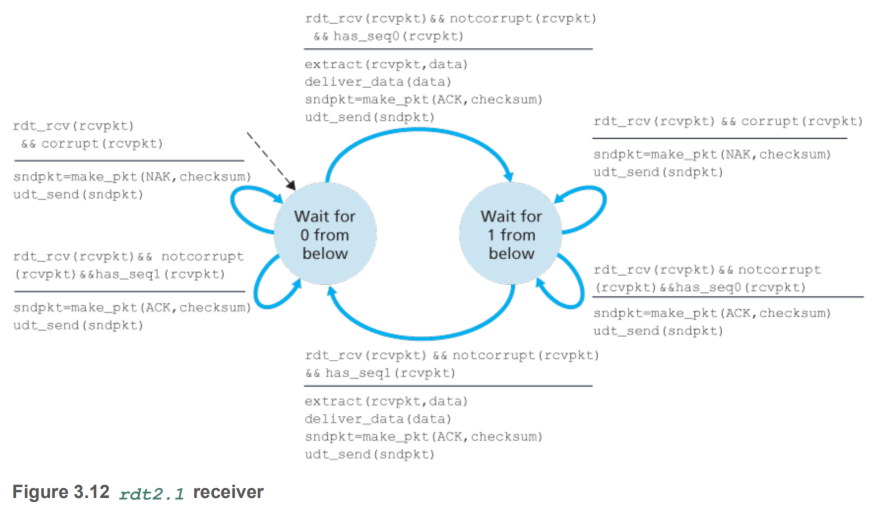 rdt_rcv(rcvpkt)&& notcorrupt(rcvpkt)
&& has_seq0(rcvpkt)
extract(rcvpkt,data)
deliver_data(data)
sndpkt=make_pkt(ACK,checksum)
udt_send(sndpkt)
rdt_rcv(rcvpkt)
&& corrupt(rcvpkt)
sndpkt=make_pkt(NAK,checksum)
udt_send(sndpkt)
rdt_rcv(rcvpkt) && corrupt(rcvpkt)
sndpkt=make_pkt(NAK,checksum)
udt_send(sndpkt)
Wait for
0 from
below
Wait for
1 from
below
rdt_rcv(rcvpkt)&& notcorrupt
(rcvpkt)&&has_seq1(rcvpkt)
sndpkt=make_pkt(ACK,checksum)
udt_send(sndpkt)
rdt_rcv(rcvpkt)&& notcorrupt
(rcvpkt)&&has_seq0(rcvpkt)
sndpkt=make_pkt(ACK,checksum)
udt_send(sndpkt)
rdt_rcv(rcvpkt) && notcorrupt(rcvpkt)
&& has_seq1(rcvpkt)
extract(rcvpkt,data)
deliver_data(data)
sndpkt=make_pkt(ACK,checksum)
udt_send(sndpkt)
Figure 3.12 rdt2.1 receiver